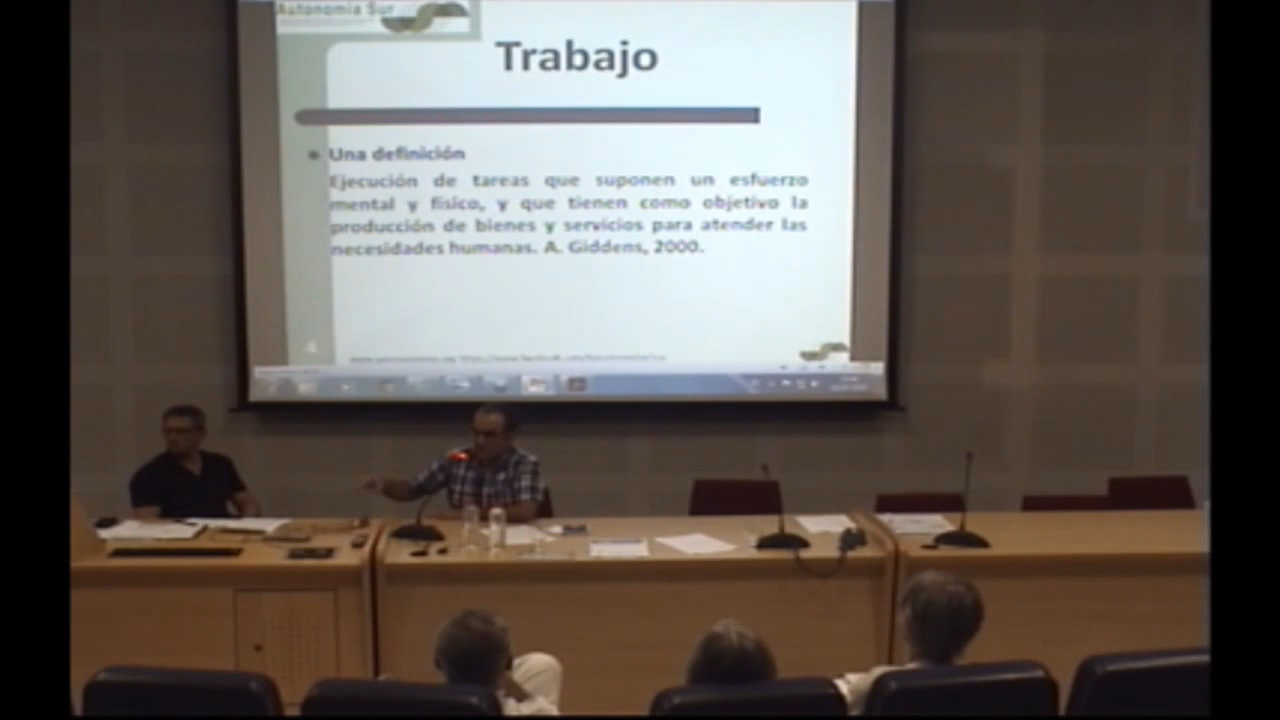 Autonomía Sur
Trabajo
Una definición
Ejecución de tareas que suponen un esfuerzo
mental y físico, y que tienen como objetivo la
producción de bienes y servicios para atender las
necesidades humanas. A. Giddens, 2000.
4